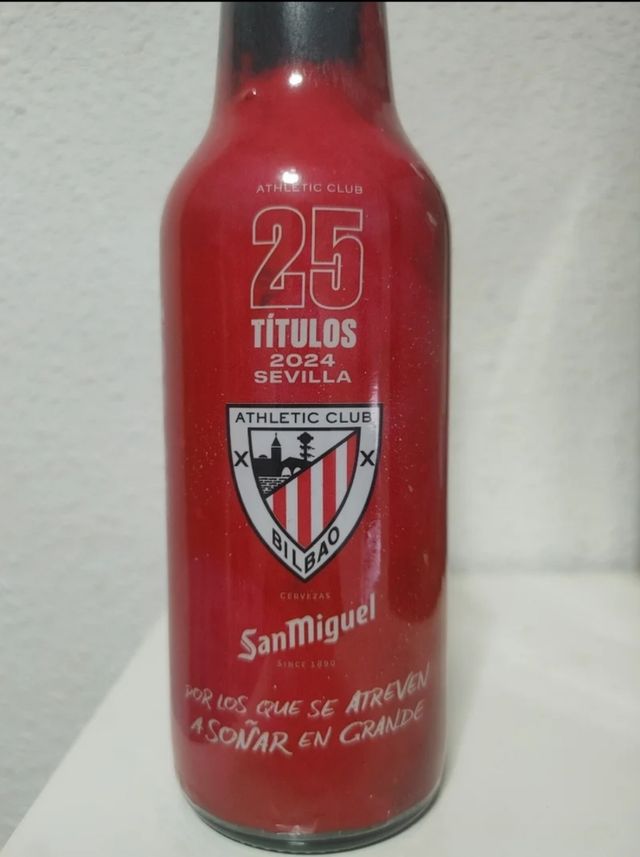 ATHLETIC CLUB
25
TÍTULOS
2024
SEVILLA
ATHLETIC CLUB
X X
BILBAO
CERVEZAS
SanMiguel
SINCE 1890
POR LOS QUE SE ATREVEN
A SOÑAR EN GRANDE